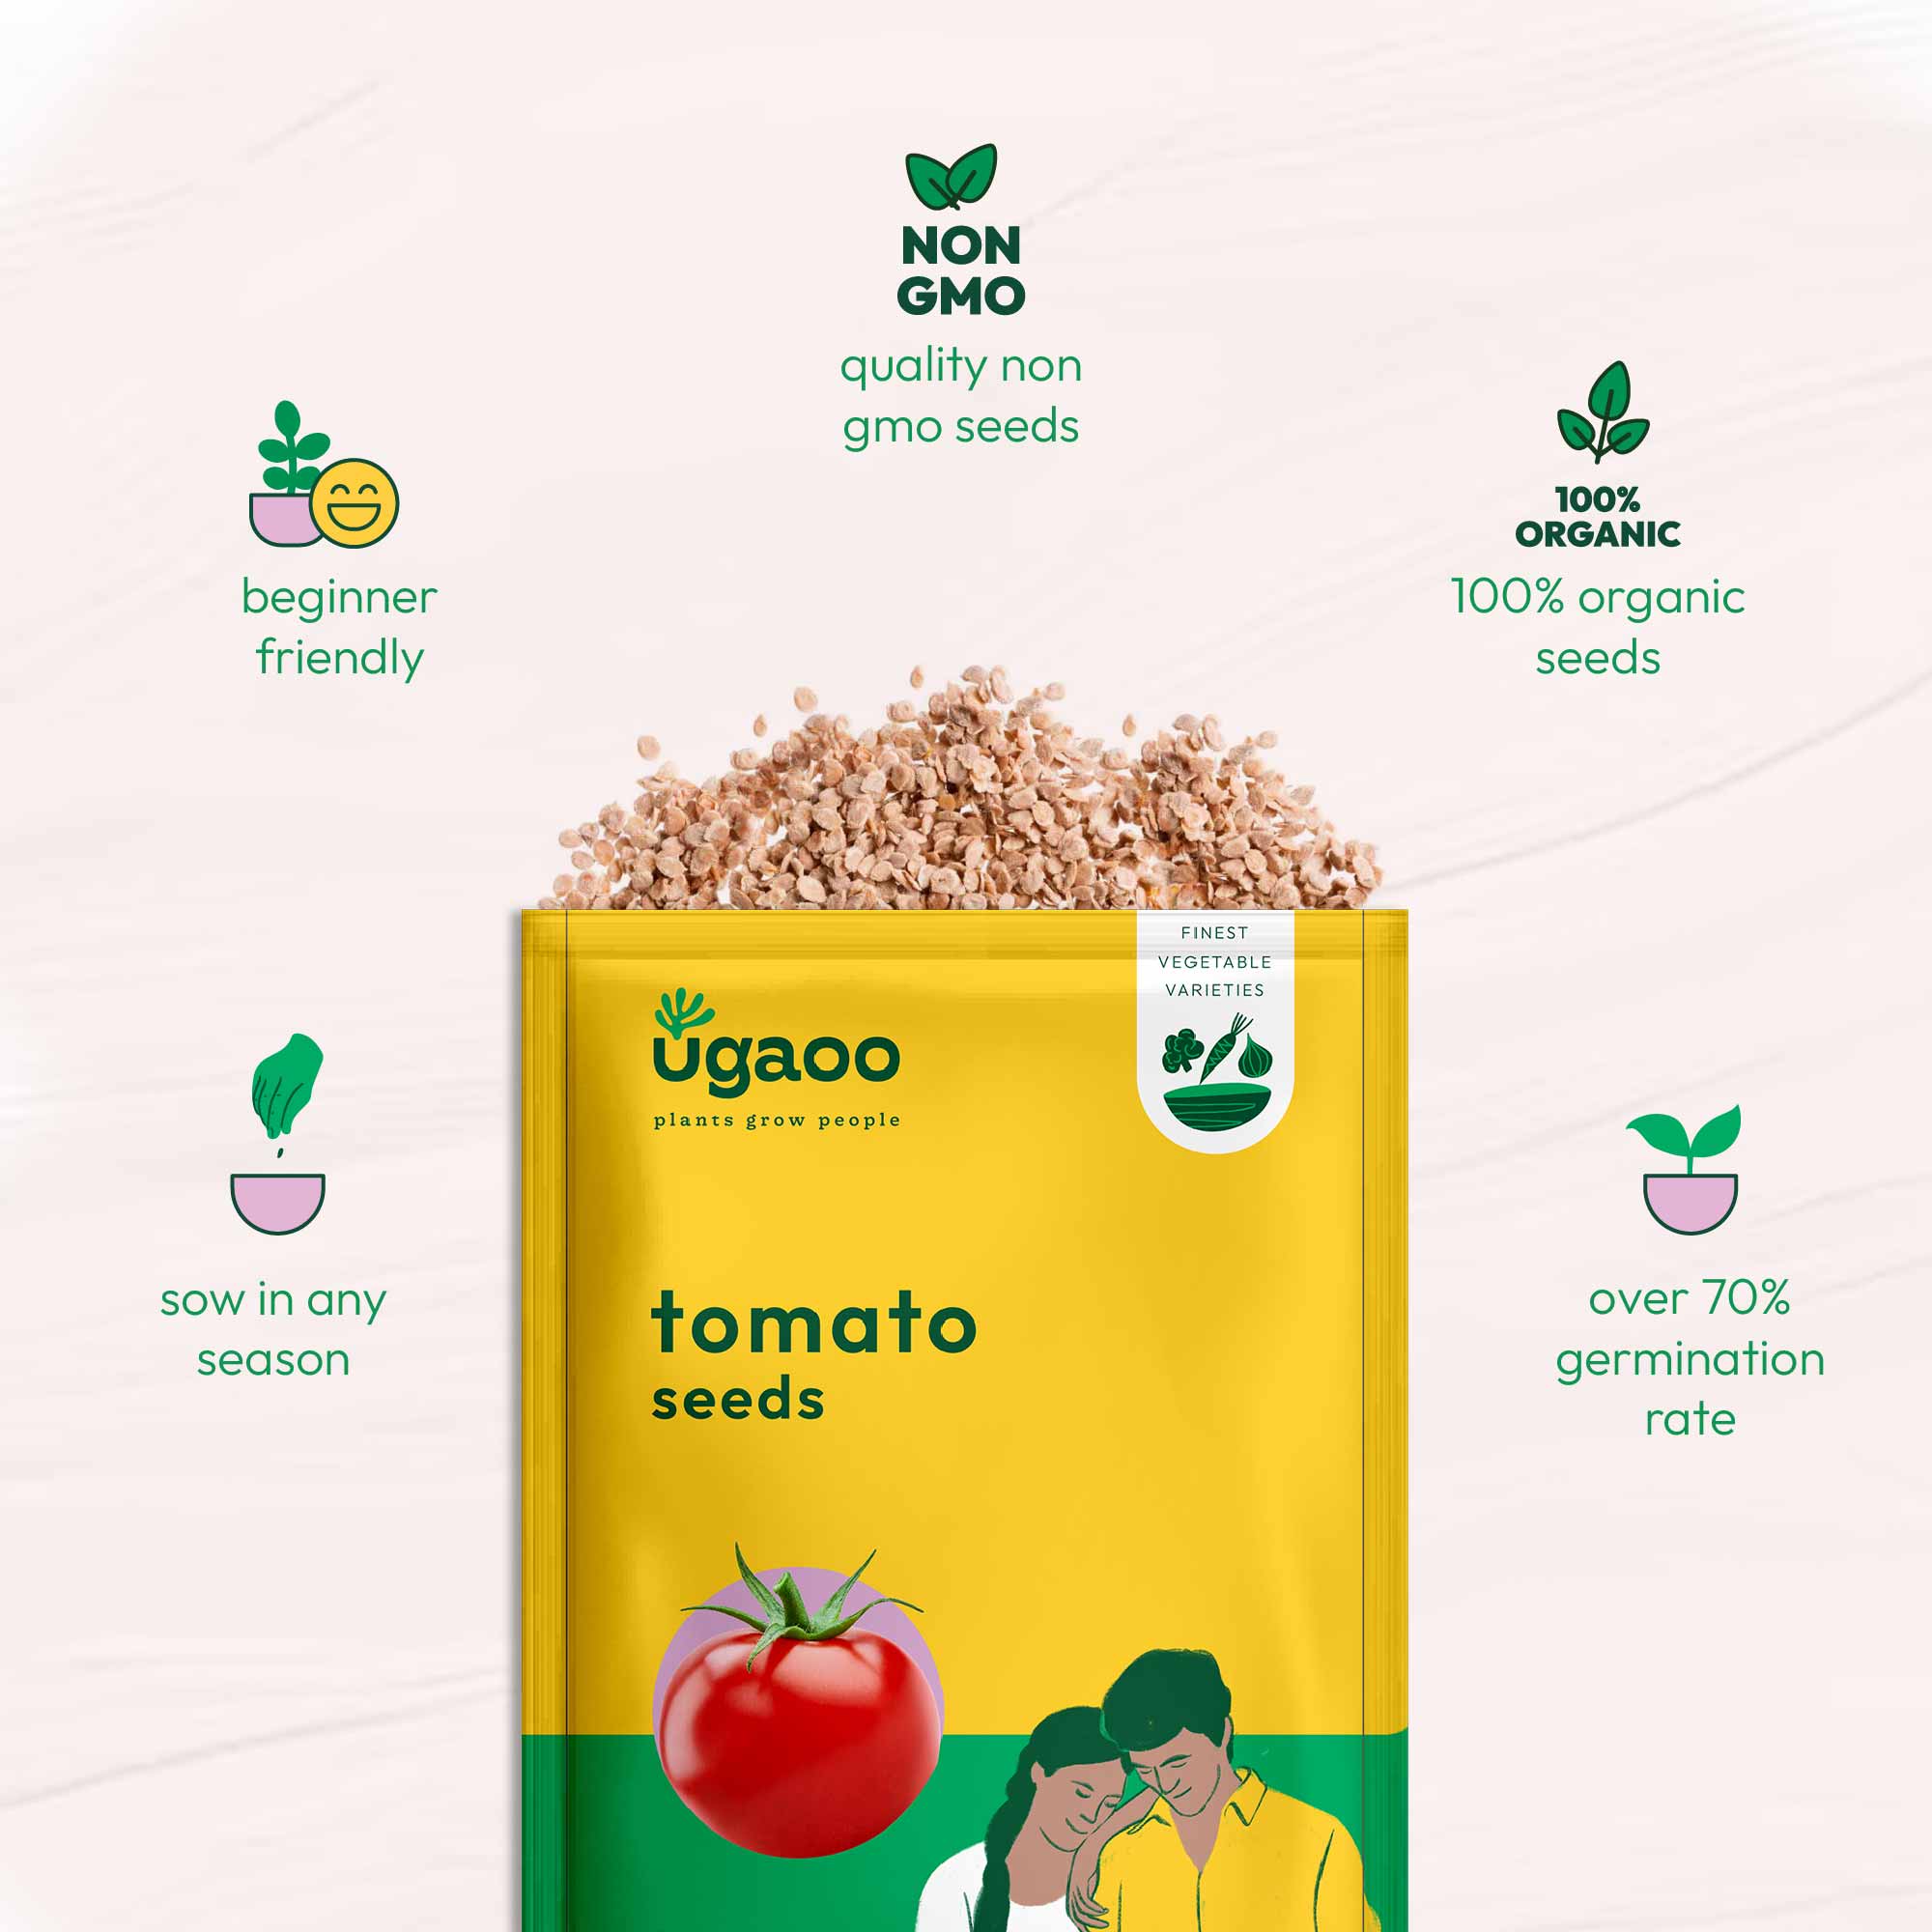 NON
GMO
quality non
gmo seeds
beginner
friendly
100%
ORGANIC
100% organic
seeds
FINEST
VEGETABLE
VARIETIES
ugaoo
plants grow people
sow in any
season
over 70%
germination
rate
tomato
seeds